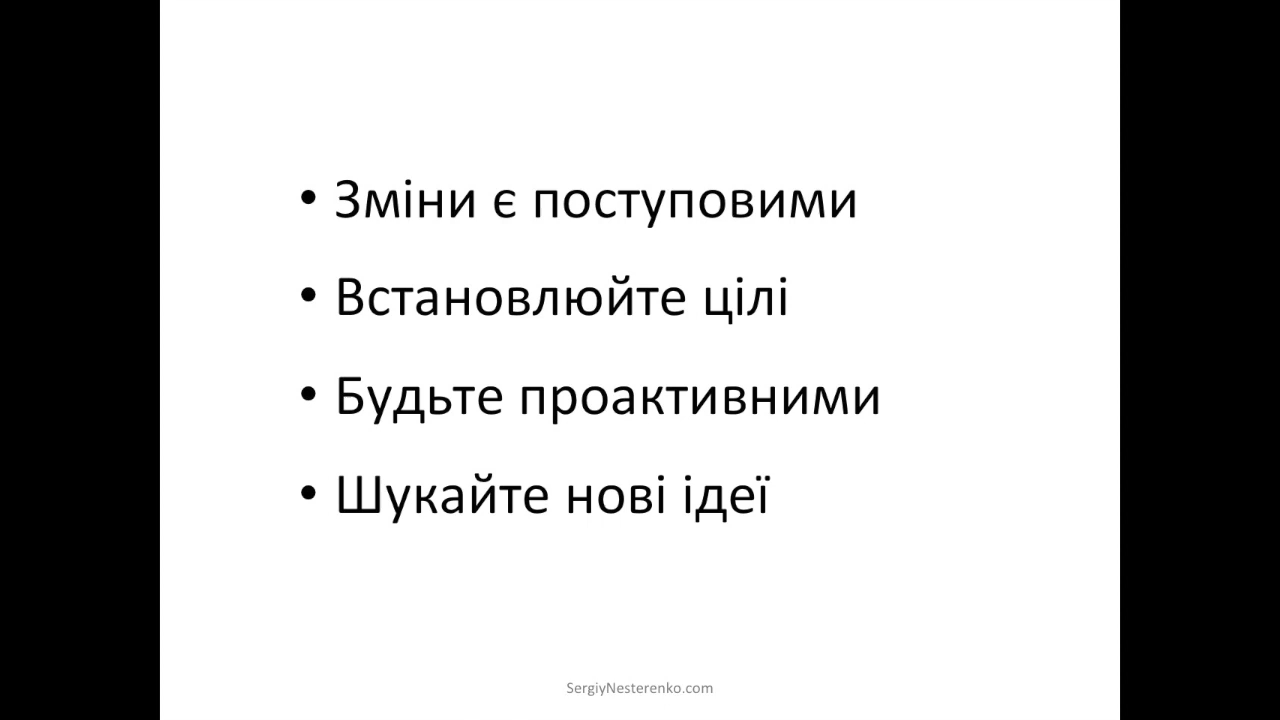 • Зміни є поступовими
• Встановлюйте цілі
• Будьте проактивними
• Шукайте нові ідеї
SergiyNesterenko.com